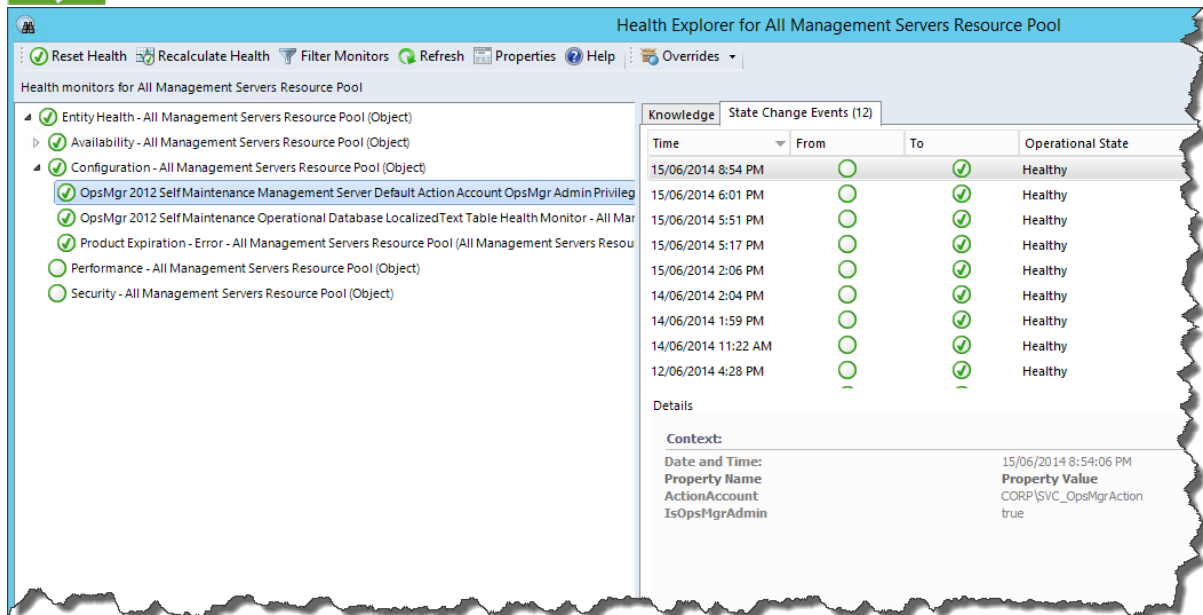 Health Explorer for All Management Servers Resource Pool
Reset Health Recalculate Health Filter Monitors Refresh Properties Help Overrides
Health monitors for All Management Servers Resource Pool
Entity Health - All Management Servers Resource Pool (Object)
Availability - All Management Servers Resource Pool (Object)
Configuration - All Management Servers Resource Pool (Object)
OpsMgr 2012 Self Maintenance Management Server Default Action Account OpsMgr Admin Privileg
OpsMgr 2012 Self Maintenance Operational Database LocalizedText Table Health Monitor - All Mar
Product Expiration - Error - All Management Servers Resource Pool (All Management Servers Resou
Performance - All Management Servers Resource Pool (Object)
Security - All Management Servers Resource Pool (Object)
Knowledge State Change Events (12)
Time From To Operational State
15/06/2014 8:54 PM Healthy
15/06/2014 6:01 PM Healthy
15/06/2014 5:51 PM Healthy
15/06/2014 5:17 PM Healthy
15/06/2014 2:06 PM Healthy
14/06/2014 2:04 PM Healthy
14/06/2014 1:59 PM Healthy
14/06/2014 11:22 AM Healthy
12/06/2014 4:28 PM Healthy
Details
Context:
Date and Time: 15/06/2014 8:54:06 PM
Property Name Property Value
ActionAccount CORP\SVC_OpsMgrAction
IsOpsMgrAdmin true